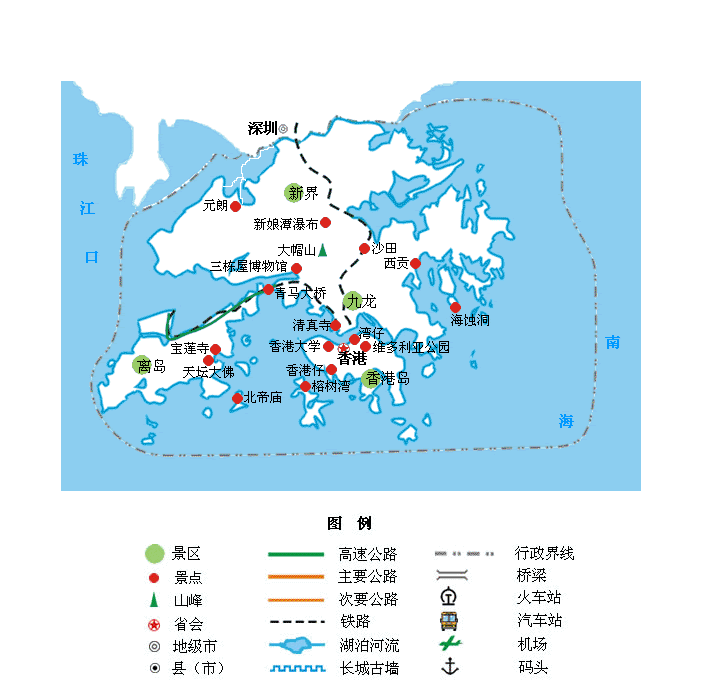 深圳
珠
江
口
新界
元朗
新娘潭瀑布
大帽山
沙田
西贡
三栋屋博物馆
青马大桥
九龙
海蚀洞
清真寺
湾仔
香港大学
维多利亚公园
香港
宝莲寺
离岛
天坛大佛
香港仔
香港岛
榕树湾
北帝庙
南
海
图 例
景区
高速公路
行政界线
景点
主要公路
桥梁
山峰
次要公路
火车站
省会
铁路
汽车站
地级市
湖泊河流
机场
县（市）
长城古墙
码头